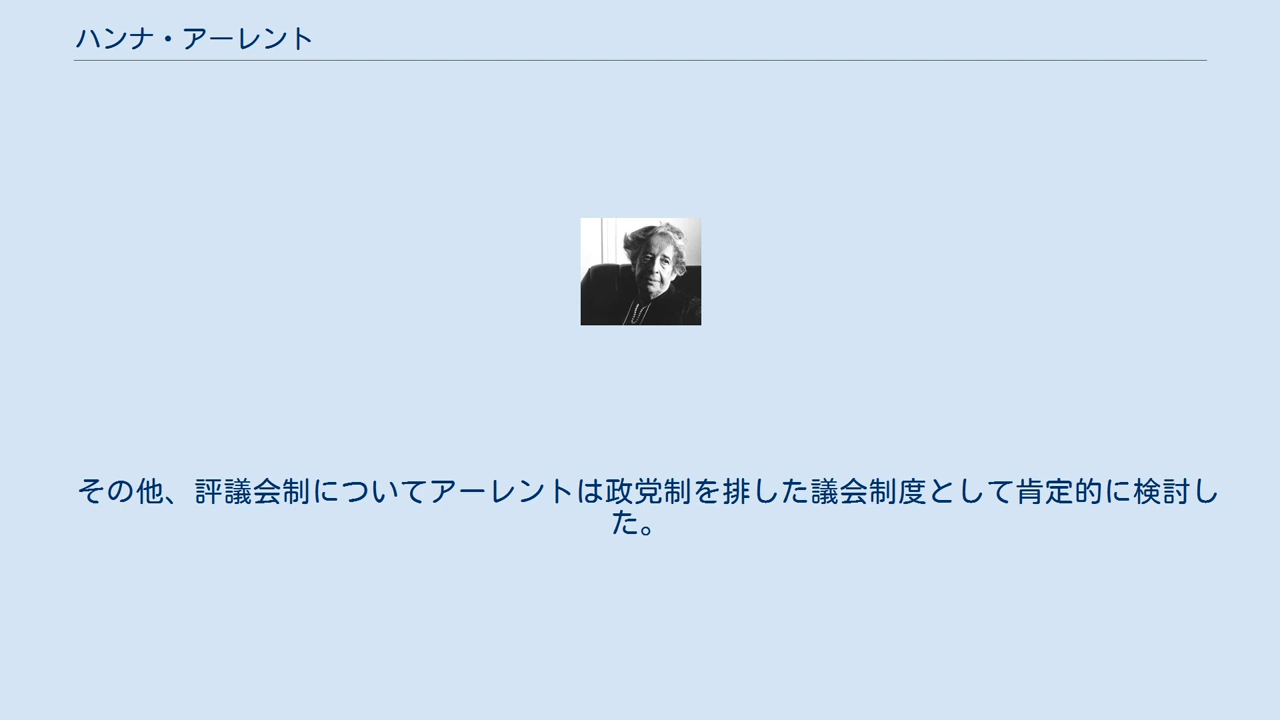 ハンナ・アーレント
その他、評議会制についてアーレントは政党制を排した議会制度として肯定的に検討し
た。